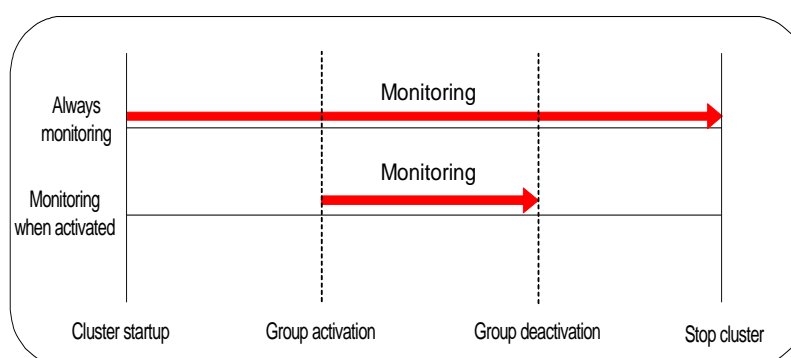 Monitoring
Always
monitoring
Monitoring
Monitoring
when activated
Cluster startup
Group activation
Group deactivation
Stop cluster